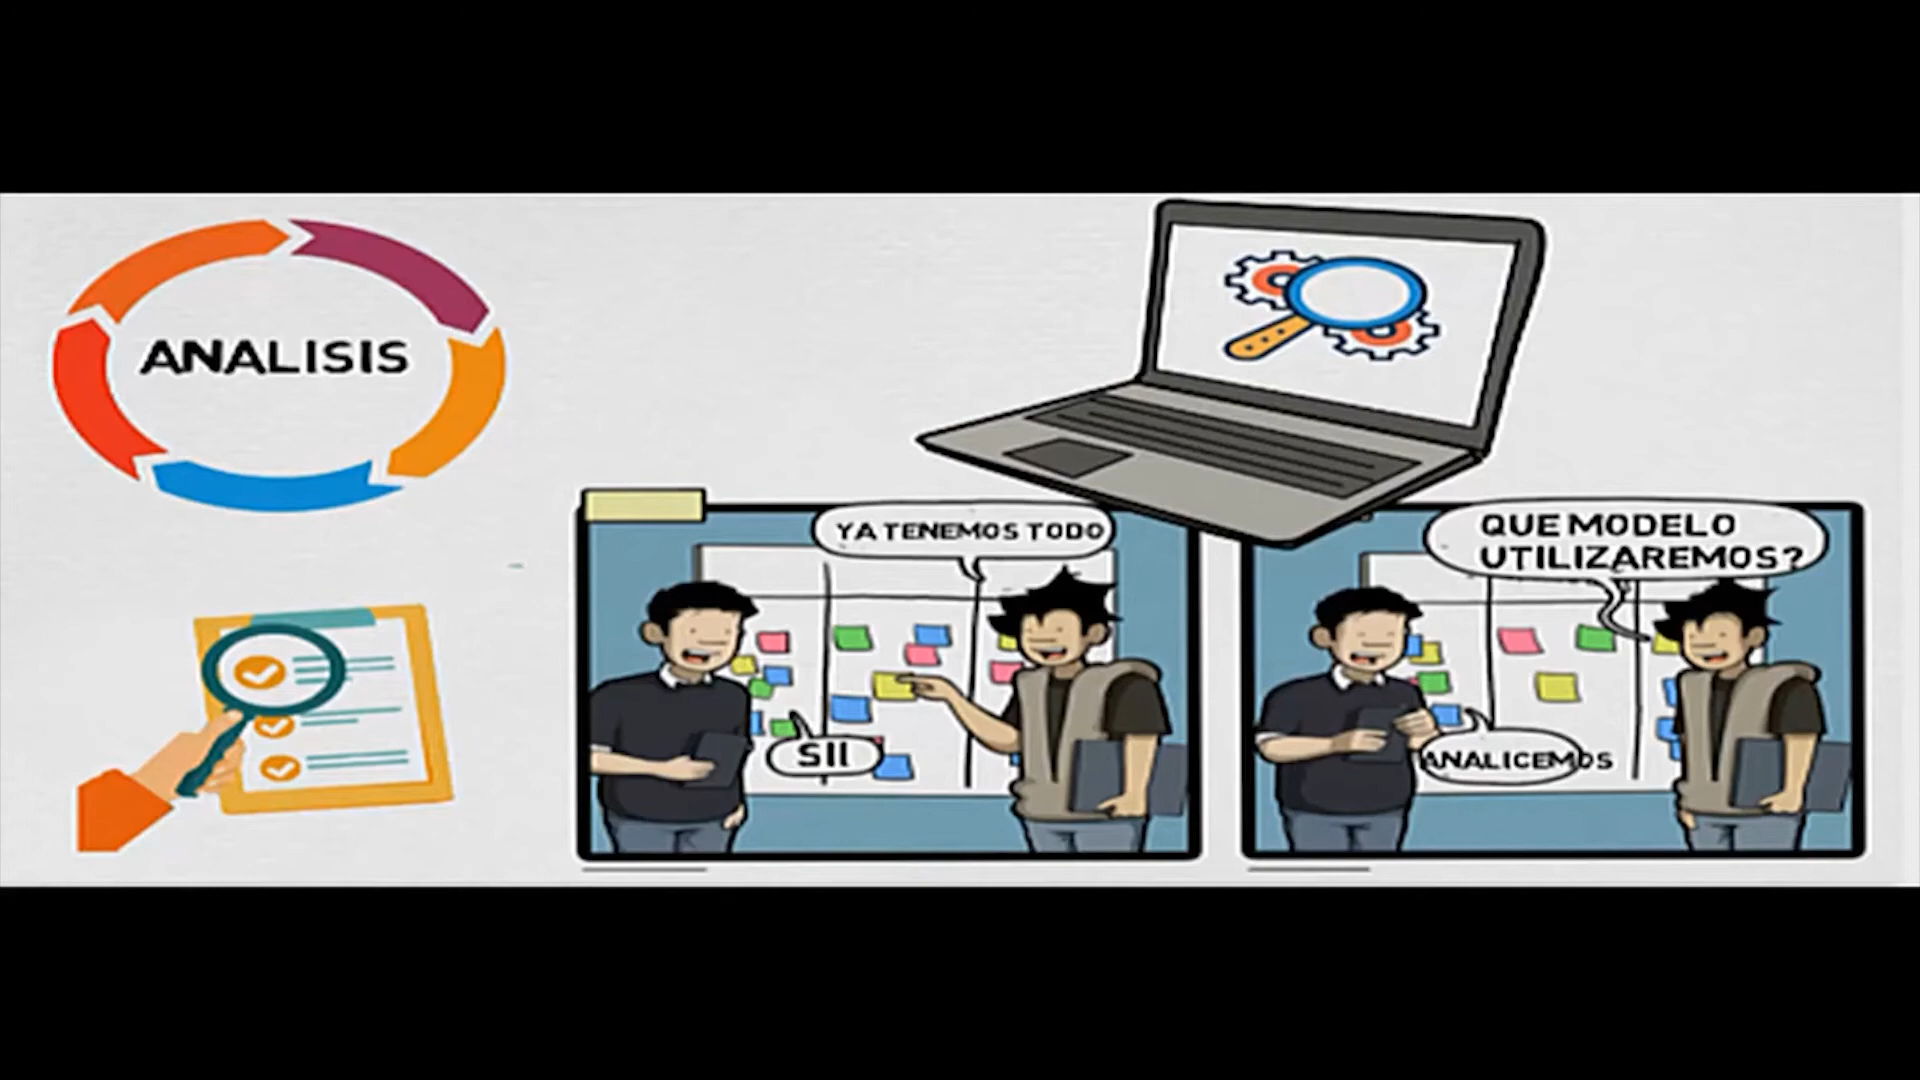 ANALISIS
YA TENEMOS TODO
SII
QUE MODELO
UTILIZAREMOS?
ANALICEMOS